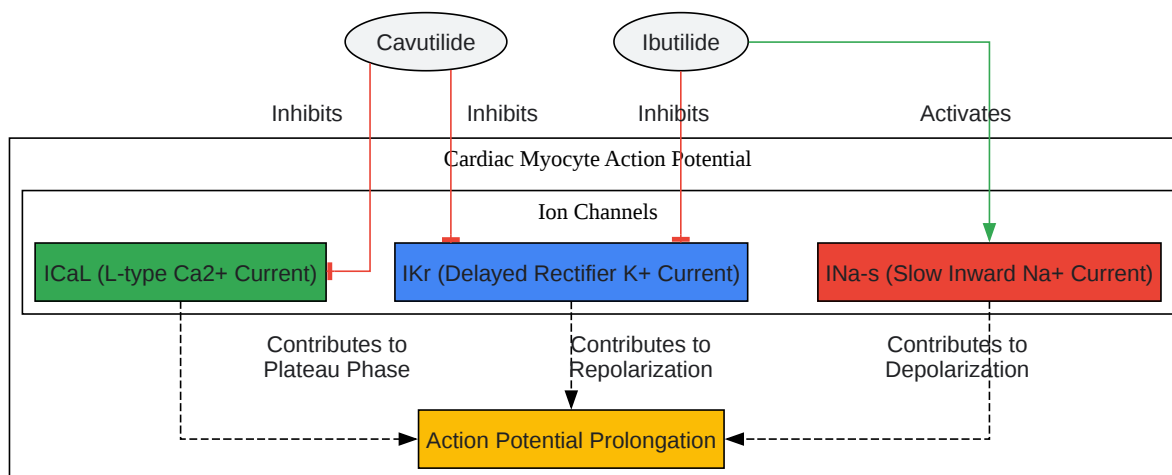 Cavutilide
Ibutilide
Inhibits
Inhibits
Inhibits
Activates
Cardiac Myocyte Action Potential
Ion Channels
ICaL (L-type Ca2+ Current)
IKr (Delayed Rectifier K+ Current)
INa-s (Slow Inward Na+ Current)
Contributes to
Plateau Phase
Contributes to
Repolarization
Contributes to
Depolarization
Action Potential Prolongation